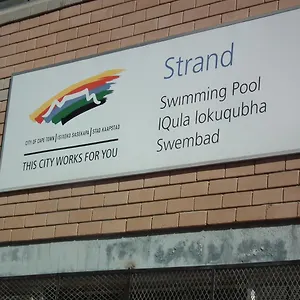 Strand
Swimming Pool
IQula lokuqubha
Swembad
CITY OF CAPE TOWN | ISIXEKO SASEKAPA | STAD KAAPSTAD
THIS CITY WORKS FOR YOU